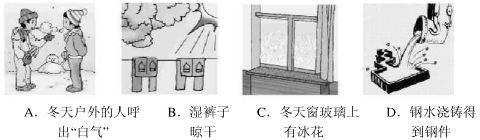 A. 冬天户外的人呼 B. 湿裤子 C. 冬天窗玻璃上 D. 钢水浇铸得
出“白气” 晾干 有冰花 到钢件